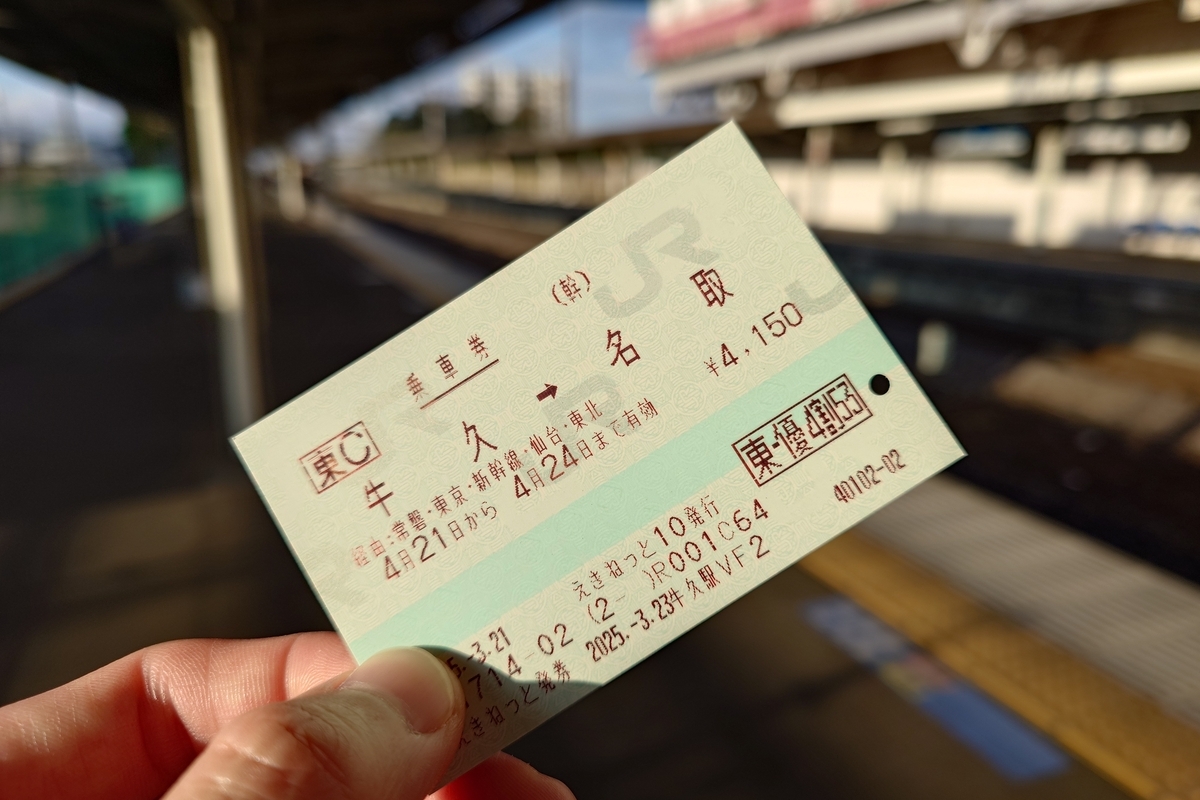 乗車券 (幹)
東C 牛久 → 名取
経由:常磐・東京・新幹線・仙台・東北
4月21日から 4月24日まで有効 ¥4,150
東-優4割53
えきねっと10発行
(2- )R001C64 40102-02
2025.-3.23牛久駅VF2
5.-3.21
714-02
えきねっと発券
JR